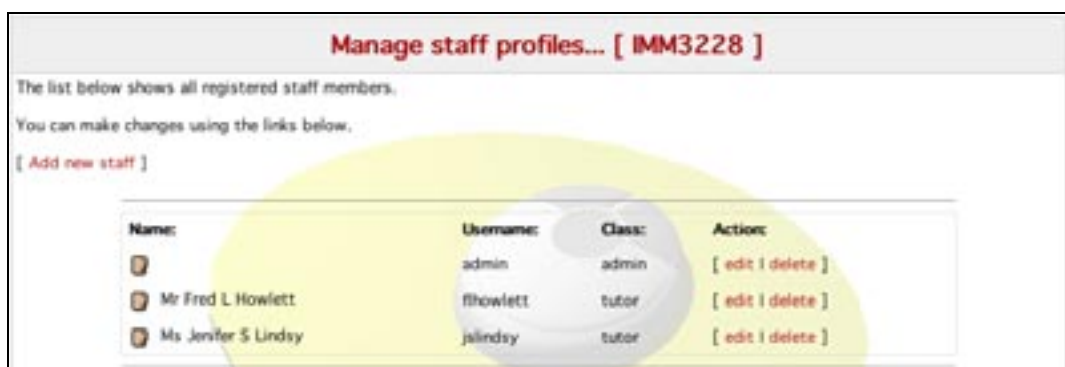 Manage staff profiles... [ IMM3228 ]
The list below shows all registered staff members.
You can make changes using the links below.
[ Add new staff ]
Name: Username: Class: Action:
admin admin [ edit | delete ]
Mr Fred L Howlett flhowlett tutor [ edit | delete ]
Ms Jenifer S Lindsy jslindsy tutor [ edit | delete ]